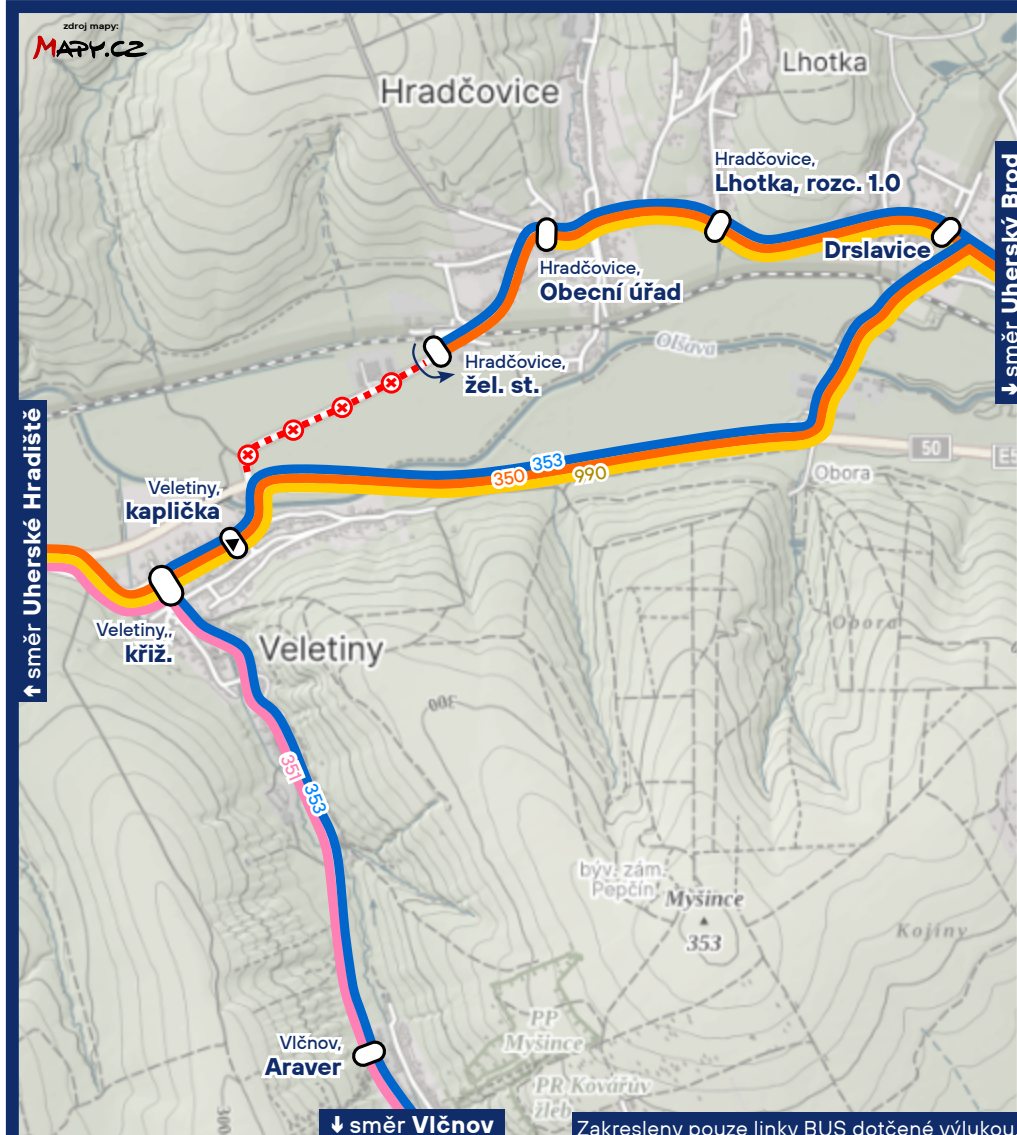 zdroj mapy:
MAPY.CZ
Lhotka
Hradčovice
Hradčovice,
Lhotka, rozc. 1.0
↓ směr Uherský Brod
Drslavice
Hradčovice,
Obecní úřad
Olšava
Hradčovice,
žel. st.
↑ směr Uherské Hradiště
50
353
350
990
Obora
Veletiny,
kaplička
Veletiny,,
křiž.
Veletiny
Obora
300
351
353
býv. zám.
Pepčín
Myšince
353
Kojíny
PP
Myšince
Vlčnov,
Araver
PR Kovářův
žleb
300
↓ směr Vlčnov
Zakresleny pouze linky BUS dotčené výlukou